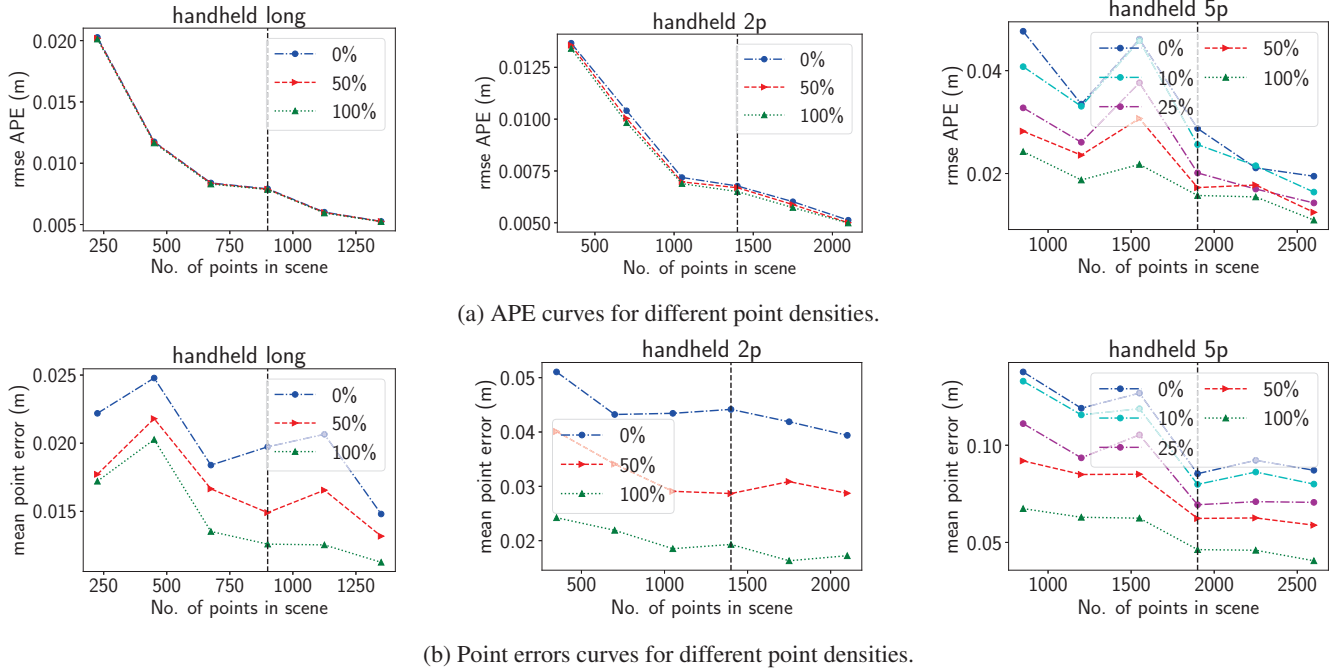 handheld long
handheld 2p
handheld 5p
rmse APE (m)
0.020
0.015
0.010
0.005
0%
50%
100%
250 500 750 1000 1250
No. of points in scene
rmse APE (m)
0.0125
0.0100
0.0075
0.0050
0%
50%
100%
500 1000 1500 2000
No. of points in scene
rmse APE (m)
0.04
0.02
0% 50%
10% 100%
25%
1000 1500 2000 2500
No. of points in scene
(a) APE curves for different point densities.
handheld long
handheld 2p
handheld 5p
mean point error (m)
0.025
0.020
0.015
0%
50%
100%
250 500 750 1000 1250
No. of points in scene
mean point error (m)
0.05
0.04
0.03
0.02
0%
50%
100%
500 1000 1500 2000
No. of points in scene
mean point error (m)
0.10
0.05
0% 50%
10% 100%
25%
1000 1500 2000 2500
No. of points in scene
(b) Point errors curves for different point densities.